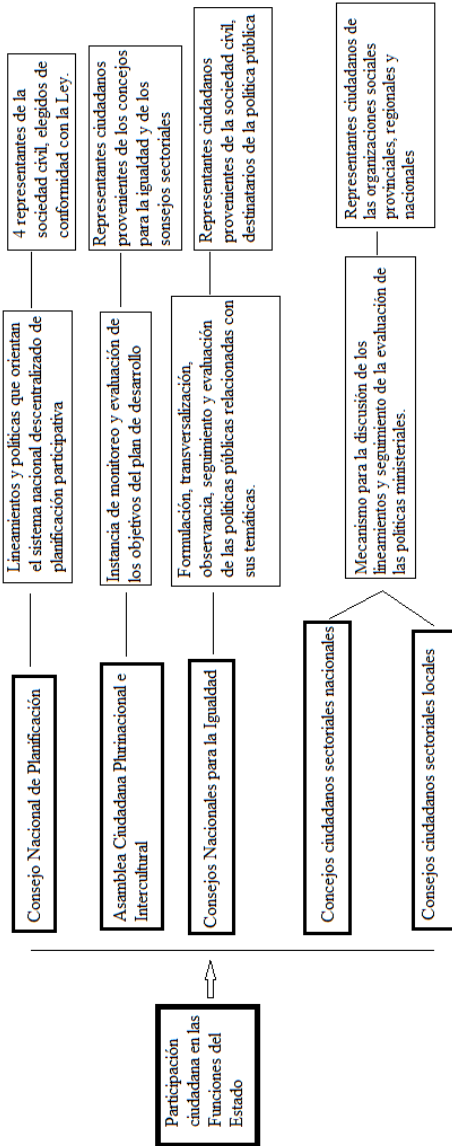 Participación
ciudadana en las
Funciones del
Estado
Consejo Nacional de Planificación
Lineamientos y políticas que orientan
el sistema nacional descentralizado de
planificación participativa
4 representantes de la
sociedad civil, elegidos de
conformidad con la Ley.
Asamblea Ciudadana Plurinacional e
Intercultural
Instancia de monitoreo y evaluación de
los objetivos del plan de desarrollo
Representantes ciudadanos
provenientes de los concejos
para la igualdad y de los
sonsejos sectoriales
Consejos Nacionales para la Igualdad
Formulación, transversalización,
observancia, seguimiento y evaluación
de las políticas públicas relacionadas con
sus temáticas.
Representantes ciudadanos
provenientes de la sociedad civil,
destinatarios de la política pública
Concejos ciudadanos sectoriales nacionales
Consejos ciudadanos sectoriales locales
Mecanismo para la discusión de los
lineamientos y seguimiento de la evaluación de
las políticas ministeriales.
Representantes ciudadanos de
las organizaciones sociales
provinciales, regionales y
nacionales